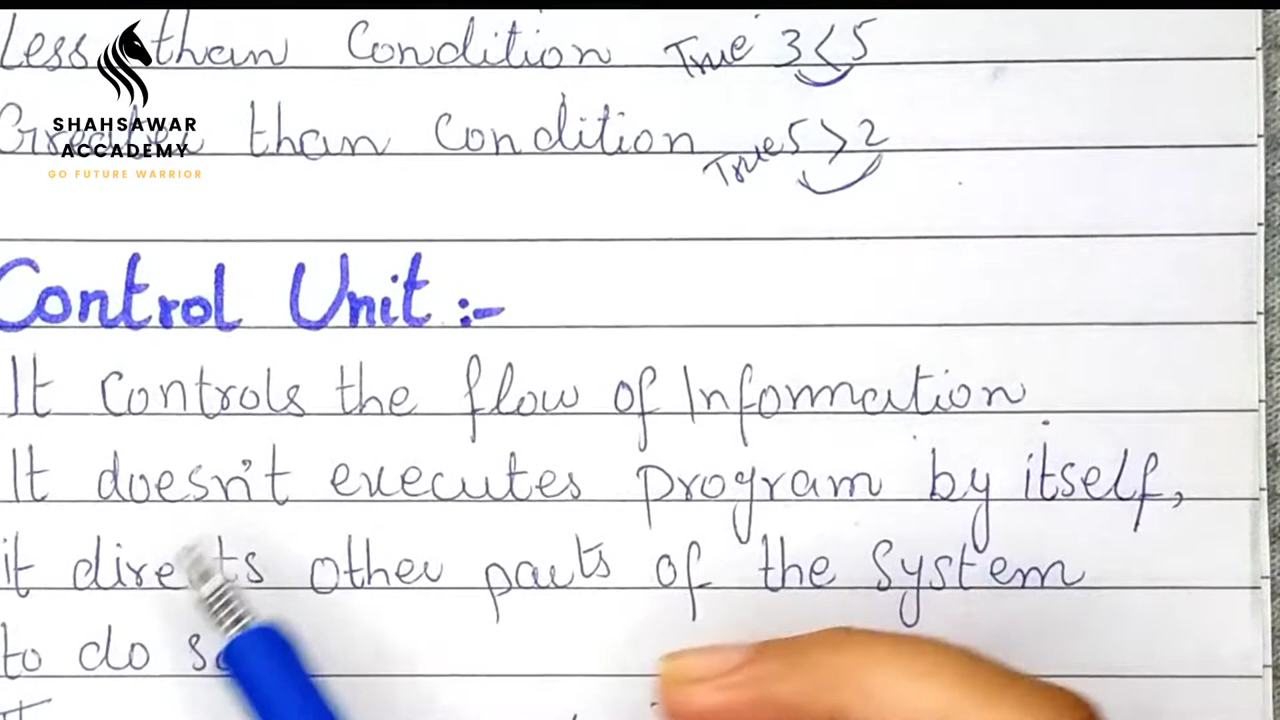 Less than Condition True 3<5
Greater than Condition True 5>2
SHAHSAWAR
ACCADEMY
GO FUTURE WARRIOR
Control Unit :-
It Controls the flow of Information
It doesn't executes program by itself,
it directs other parts of the System
to do so